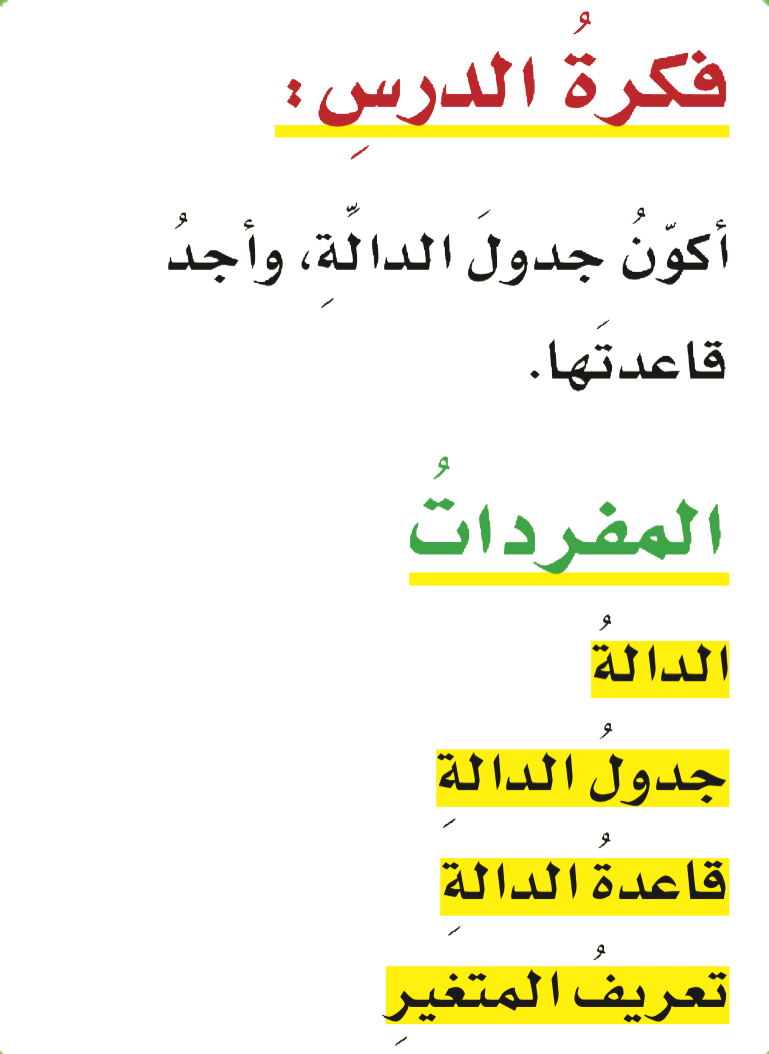 فكرةُ الدرسِ :
أكوّنُ جدولَ الدالَّةِ، وأجدُ
قاعدتَها.
المفرداتُ
الدالةُ
جدولُ الدالةِ
قاعدةُ الدالةِ
تعريفُ المتغيرِ